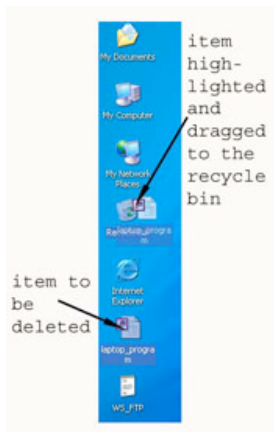 My Documents
item
high-
lighted
and
dragged
to the
recycle
bin
My Computer
My Network
Places
laptop_progra
m
item to
be
deleted
Internet
Explorer
laptop_progra
m
WS_FTP